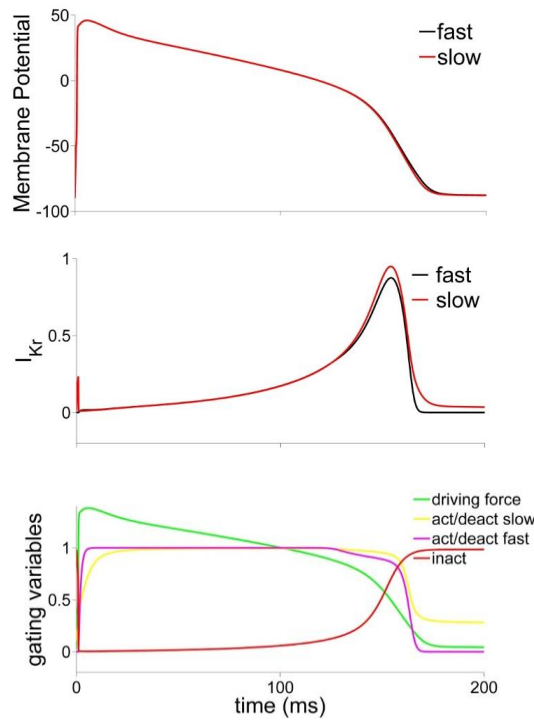 50
0
-50
-100
Membrane Potential
fast
slow
1
0.5
0
I_Kr
fast
slow
driving force
act/deact slow
act/deact fast
inact
1
0.5
0
gating variables
0
100
200
time (ms)